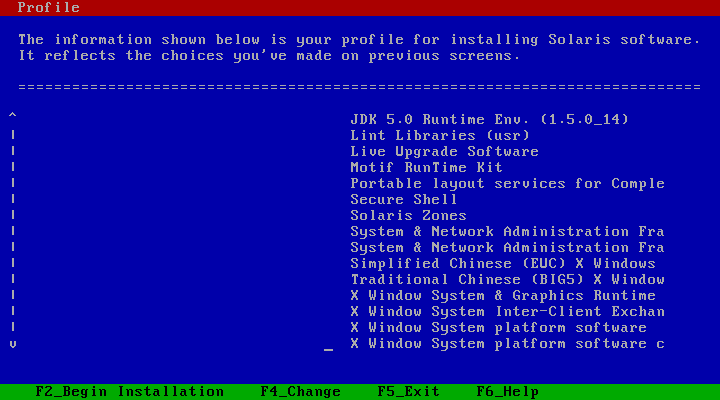 Profile
The information shown below is your profile for installing Solaris software.
It reflects the choices you've made on previous screens.
============================================================================
^ JDK 5.0 Runtime Env. (1.5.0_14)
| Lint Libraries (usr)
| Live Upgrade Software
| Motif RunTime Kit
| Portable layout services for Comple
| Secure Shell
| Solaris Zones
| System & Network Administration Fra
| System & Network Administration Fra
| Simplified Chinese (EUC) X Windows
| Traditional Chinese (BIG5) X Window
| X Window System & Graphics Runtime
| X Window System Inter-Client Exchan
| X Window System platform software
v _ X Window System platform software c
F2_Begin Installation F4_Change F5_Exit F6_Help